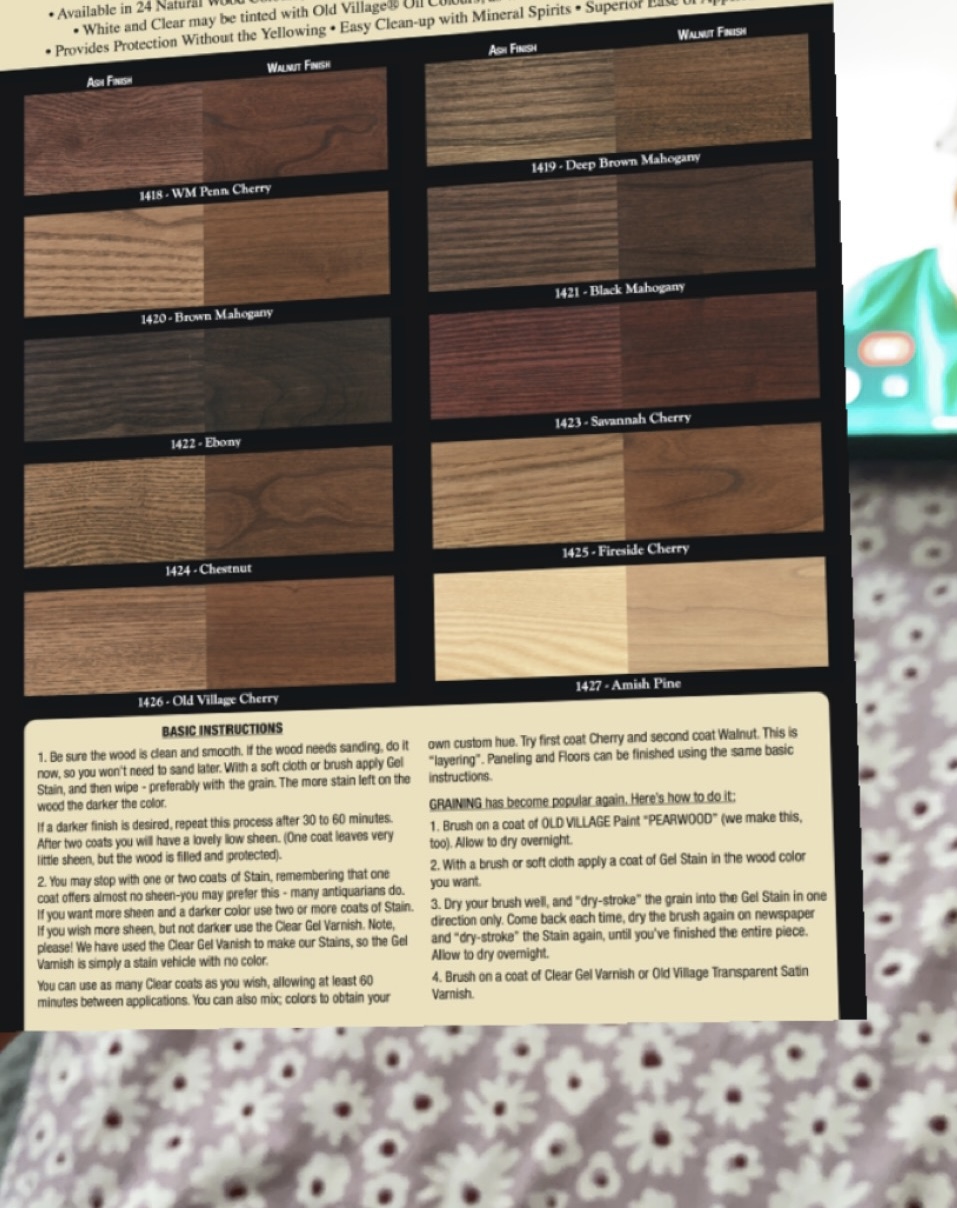 • Available in 24 Natural Wood
• White and Clear may be tinted with Old Village® Oil
• Provides Protection Without the Yellowing • Easy Clean-up with Mineral Spirits • Superior Ease of
ASH FINISH
WALNUT FINISH
ASH FINISH
WALNUT FINISH
1418 - WM Penn Cherry
1419 - Deep Brown Mahogany
1420 - Brown Mahogany
1421 - Black Mahogany
1422 - Ebony
1423 - Savannah Cherry
1424 - Chestnut
1425 - Fireside Cherry
1426 - Old Village Cherry
1427 - Amish Pine
BASIC INSTRUCTIONS
1. Be sure the wood is clean and smooth. If the wood needs sanding, do it
now, so you won't need to sand later. With a soft cloth or brush apply Gel
Stain, and then wipe - preferably with the grain. The more stain left on the
wood the darker the color.
If a darker finish is desired, repeat this process after 30 to 60 minutes.
After two coats you will have a lovely low sheen. (One coat leaves very
little sheen, but the wood is filled and protected).
2. You may stop with one or two coats of Stain, remembering that one
coat offers almost no sheen-you may prefer this - many antiquarians do.
If you want more sheen and a darker color use two or more coats of Stain.
If you wish more sheen, but not darker use the Clear Gel Varnish. Note,
please! We have used the Clear Gel Vanish to make our Stains, so the Gel
Varnish is simply a stain vehicle with no color.
You can use as many Clear coats as you wish, allowing at least 60
minutes between applications. You can also mix; colors to obtain your
own custom hue. Try first coat Cherry and second coat Walnut. This is
"layering". Paneling and Floors can be finished using the same basic
instructions.
GRAINING has become popular again. Here's how to do it:
1. Brush on a coat of OLD VILLAGE Paint "PEARWOOD" (we make this,
too). Allow to dry overnight.
2. With a brush or soft cloth apply a coat of Gel Stain in the wood color
you want.
3. Dry your brush well, and "dry-stroke" the grain into the Gel Stain in one
direction only. Come back each time, dry the brush again on newspaper
and "dry-stroke" the Stain again, until you've finished the entire piece.
Allow to dry overnight.
4. Brush on a coat of Clear Gel Varnish or Old Village Transparent Satin
Varnish.